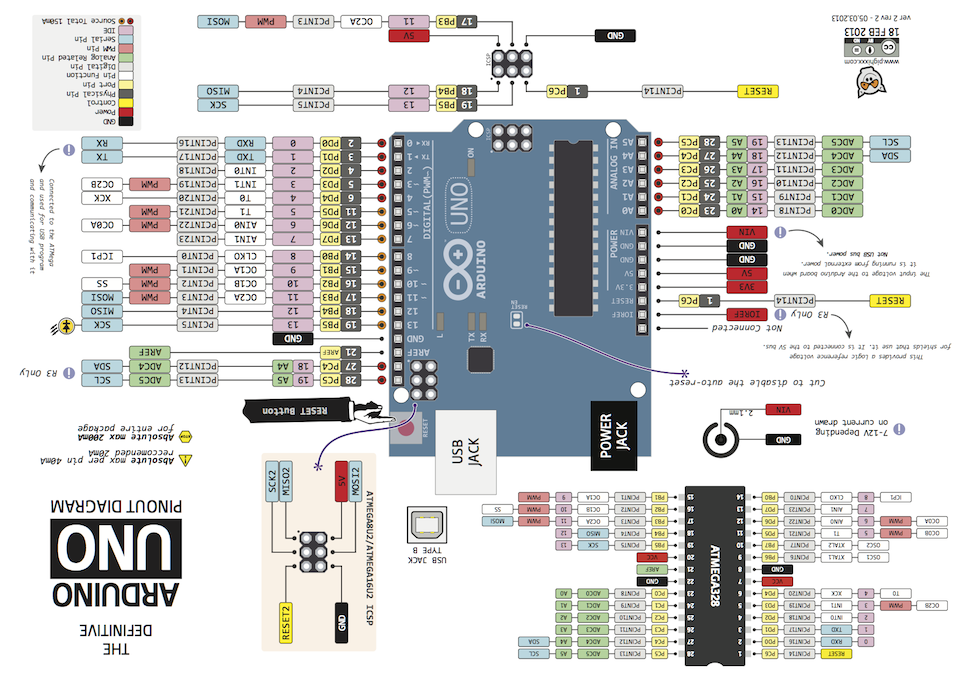 THE
DEFINITIVE
ARDUINO
UNO
PINOUT DIAGRAM
RESET PCINT14 PC6 1 28 PC5 PCINT13 ADC5 A5 SCL
0 RXD PCINT16 PD0 2 27 PC4 PCINT12 ADC4 A4 SDA
1 TXD PCINT17 PD1 3 26 PC3 PCINT11 ADC3 A3
2 INT0 PCINT18 PD2 4 25 PC2 PCINT10 ADC2 A2
OC2B PWM 3 INT1 PCINT19 PD3 5 24 PC1 PCINT9 ADC1 A1
4 T0 XCK PCINT20 PD4 6 23 PC0 PCINT8 ADC0 A0
VCC 7 22 GND
GND 8 21 AREF
OSC1 XTAL1 PCINT6 PB6 9 20 VCC
OSC2 XTAL2 PCINT7 PB7 10 19 PB5 PCINT5 SCK 13
OC0B PWM 5 T1 PCINT21 PD5 11 18 PB4 PCINT4 MISO 12
OC0A PWM 6 AIN0 PCINT22 PD6 12 17 PB3 PCINT3 OC2A 11 PWM MOSI
7 AIN1 PCINT23 PD7 13 16 PB2 PCINT2 OC1B 10 PWM SS
ICP1 8 CLKO PCINT0 PB0 14 15 PB1 PCINT1 OC1A 9 PWM
ATMEGA328
GND
RESET2
MOSI2
5V
MISO2
SCK2
ATMEGA8U2/ATMEGA16U2 ICSP
USB JACK
TYPE B
Absolute max per pin 40mA
reccomended 20mA
Absolute max 200mA
for entire package
GND
VIN
2.1mm
7-12V Depending
on current drawn
POWER
JACK
USB
JACK
RESET
RESET Button
Cut to disable the auto-reset
This provides a logic reference voltage
for shields that use it. It is connected to the 5V bus.
Not Connected
R3 Only IOREF
RESET PCINT14 1 PC6
3V3
5V
GND
GND
VIN
The input voltage to the Arduino board when
it is running from external power.
Not USB bus power.
ADC0 PCINT8 14 A0 23 PC0
ADC1 PCINT9 15 A1 24 PC1
ADC2 PCINT10 16 A2 25 PC2
ADC3 PCINT11 17 A3 26 PC3
SDA ADC4 PCINT12 18 A4 27 PC4
SCL ADC5 PCINT13 19 A5 28 PC5
IOREF
RESET
3.3V
5V
GND
GND
VIN
POWER
A0
A1
A2
A3
A4
A5
ANALOG IN
RESET EN
TX
RX
L
ARDUINO
UNO
ON
ICSP
AREF
GND
13
12
~ 11
~ 10
~ 9
8
7
~ 6
~ 5
4
~ 3
2
TX ▸ 1
RX ◂ 0
DIGITAL(PWM~)
28 PC5 A5 19 PCINT13 ADC5 SCL
27 PC4 A4 18 PCINT12 ADC4 SDA
R3 Only
21 AREF AREF
GND
19 PB5 13 PCINT5 SCK
18 PB4 12 PCINT4 MISO
17 PB3 11 OC2A PCINT3 PWM MOSI
16 PB2 10 OC1B PCINT2 PWM SS
15 PB1 9 OC1A PCINT1 PWM
14 PB0 8 CLKO PCINT0 ICP1
13 PD7 7 AIN1 PCINT23
12 PD6 6 AIN0 PCINT22 PWM OC0A
11 PD5 5 T1 PCINT21 PWM
6 PD4 4 T0 PCINT20 XCK
5 PD3 3 INT1 PCINT19 PWM OC2B
4 PD2 2 INT0 PCINT18
3 PD1 1 TXD PCINT17 TX
2 PD0 0 RXD PCINT16 RX
Connected to the ATMega
and used for USB program
and communicating with it
RESET PCINT14 1 PC6
19 PB5 13 PCINT5 SCK
18 PB4 12 PCINT4 MISO
ICSP
GND
5V
17 PB3 11 OC2A PCINT3 PWM MOSI
GND
Power
Control
Physical Pin
Port Pin
Pin Function
Digital Pin
Analog Related Pin
PWM Pin
Serial Pin
IDE
Source Total 150mA
www.pighixxx.com
cc BY ND
18 FEB 2013
ver 2 rev 2 - 05.03.2013